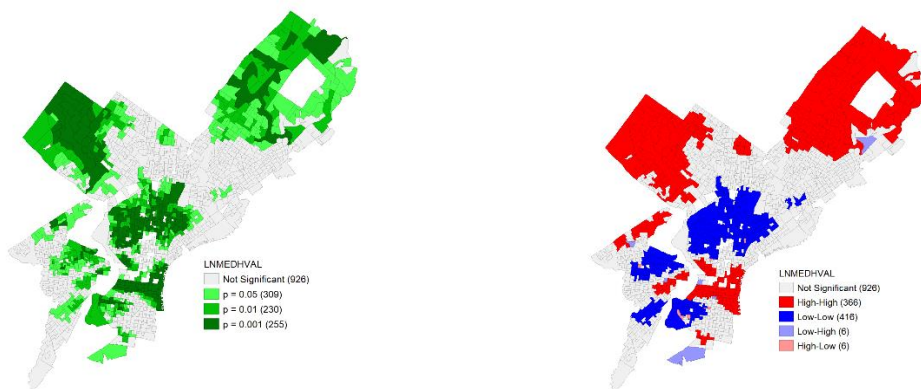 LNMEDHVAL
Not Significant (926)
p = 0.05 (309)
p = 0.01 (230)
p = 0.001 (255)
LNMEDHVAL
Not Significant (926)
High-High (366)
Low-Low (416)
Low-High (6)
High-Low (6)